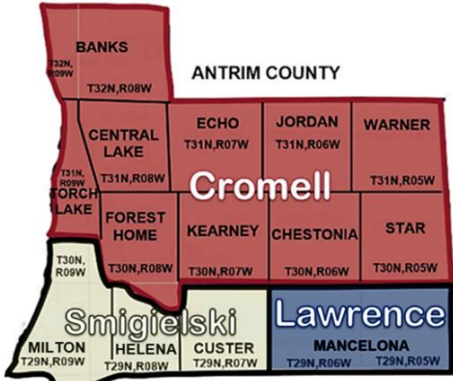 BANKS
T32N,
R09W
T32N,R08W
ANTRIM COUNTY
CENTRAL
LAKE
ECHO
T31N,R07W
JORDAN
T31N,R06W
WARNER
T31N,
R09W
T31N,R08W
T31N,R05W
Cromell
TORCH
LAKE
FOREST
HOME
KEARNEY
CHESTONIA
STAR
T30N,
R09W
T30N,R08W
T30N,R07W
T30N,R06W
T30N,R05W
Smigielski
Lawrence
MILTON
HELENA
CUSTER
MANCELONA
T29N,R09W
T29N,R08W
T29N,R07W
T29N,R06W
T29N,R05W